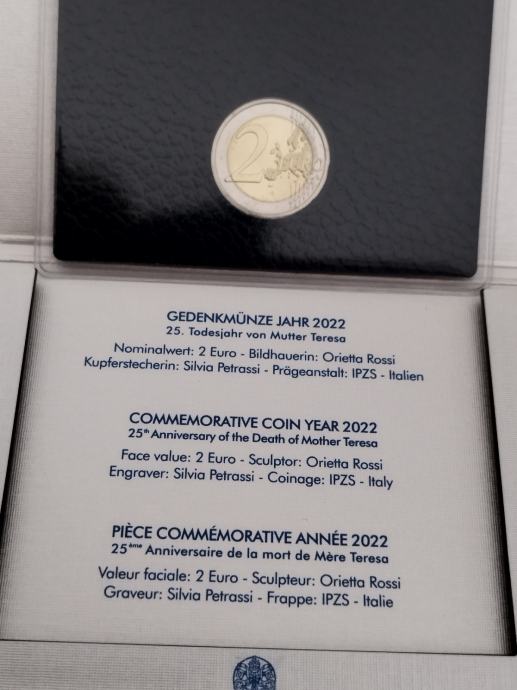 2
GEDENKMÜNZE JAHR 2022
25. Todesjahr von Mutter Teresa
Nominalwert: 2 Euro - Bildhauerin: Orietta Rossi
Kupferstecherin: Silvia Petrassi - Prägeanstalt: IPZS - Italien
COMMEMORATIVE COIN YEAR 2022
25th Anniversary of the Death of Mother Teresa
Face value: 2 Euro - Sculptor: Orietta Rossi
Engraver: Silvia Petrassi - Coinage: IPZS - Italy
PIÈCE COMMÉMORATIVE ANNÉE 2022
25ème Anniversaire de la mort de Mère Teresa
Valeur faciale: 2 Euro - Sculpteur: Orietta Rossi
Graveur: Silvia Petrassi - Frappe: IPZS - Italie